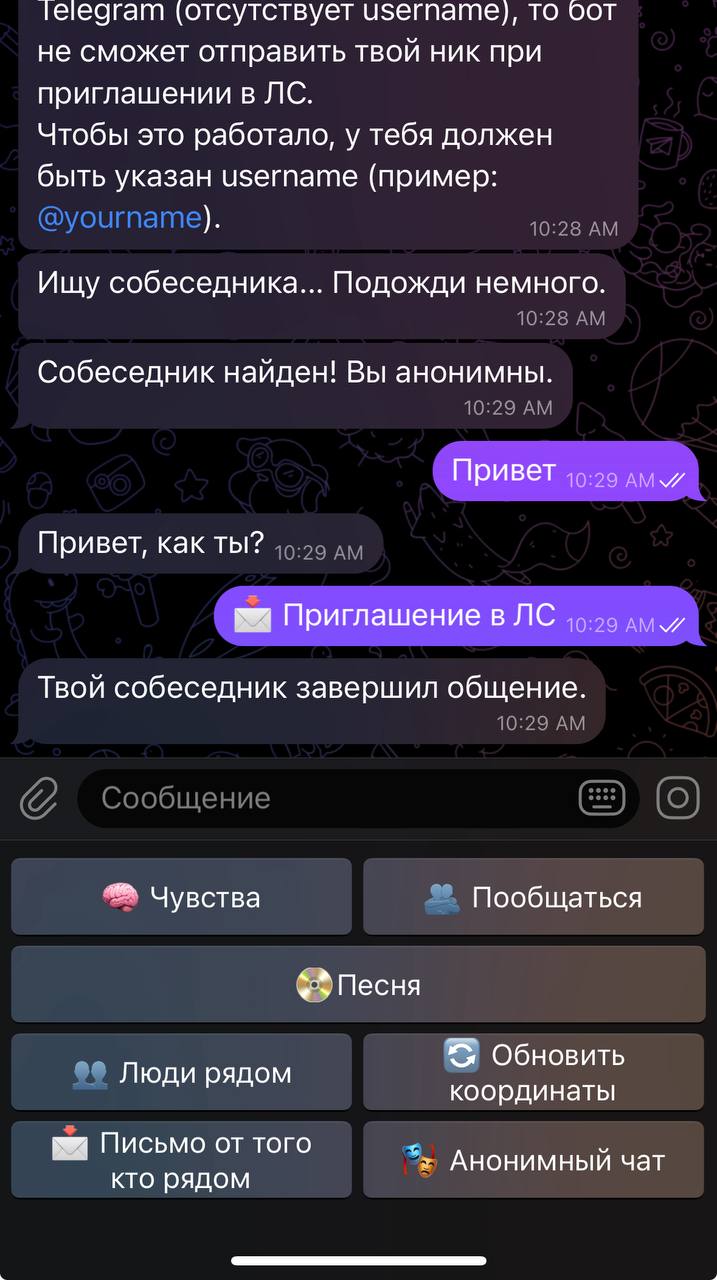 Telegram (отсутствует username), то бот
не сможет отправить твой ник при
приглашении в ЛС.
Чтобы это работало, у тебя должен
быть указан username (пример:
@yourname).
10:28 AM
Ищу собеседника... Подожди немного.
10:28 AM
Собеседник найден! Вы анонимны.
10:29 AM
Привет 10:29 AM
Привет, как ты? 10:29 AM
Приглашение в ЛС 10:29 AM
Твой собеседник завершил общение.
10:29 AM
Сообщение
Чувства
Пообщаться
Песня
Люди рядом
Обновить
координаты
Письмо от того
кто рядом
Анонимный чат